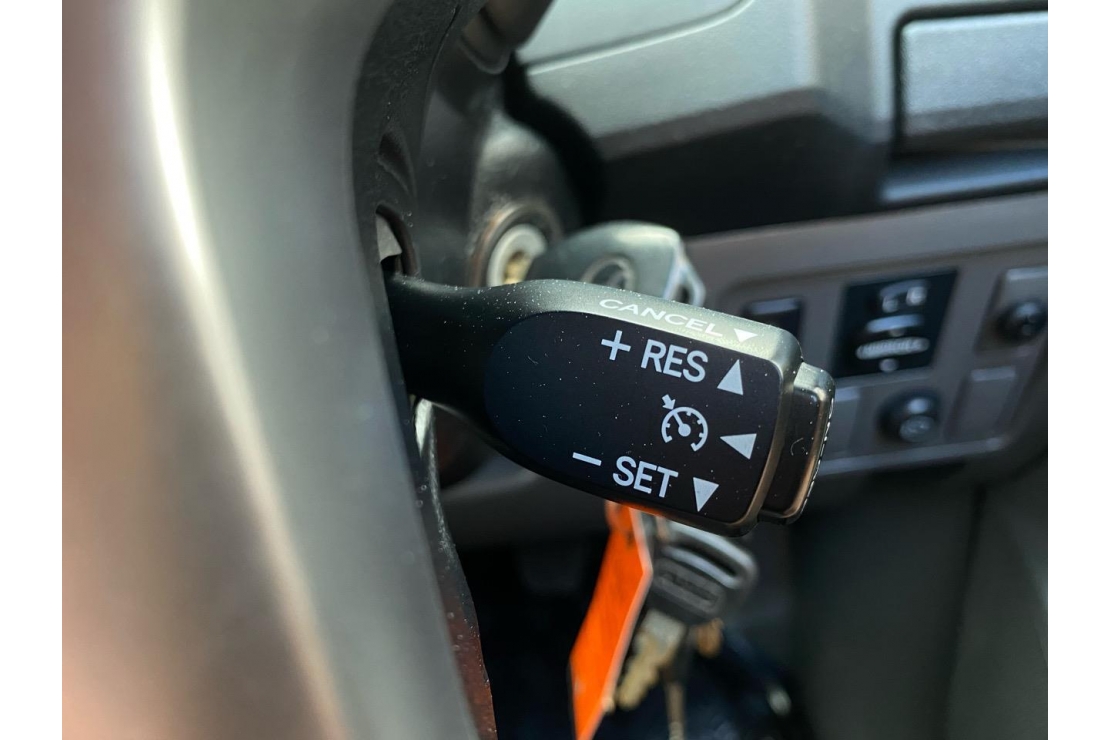 CANCEL ▼
+ RES ▲
◀
− SET ▼